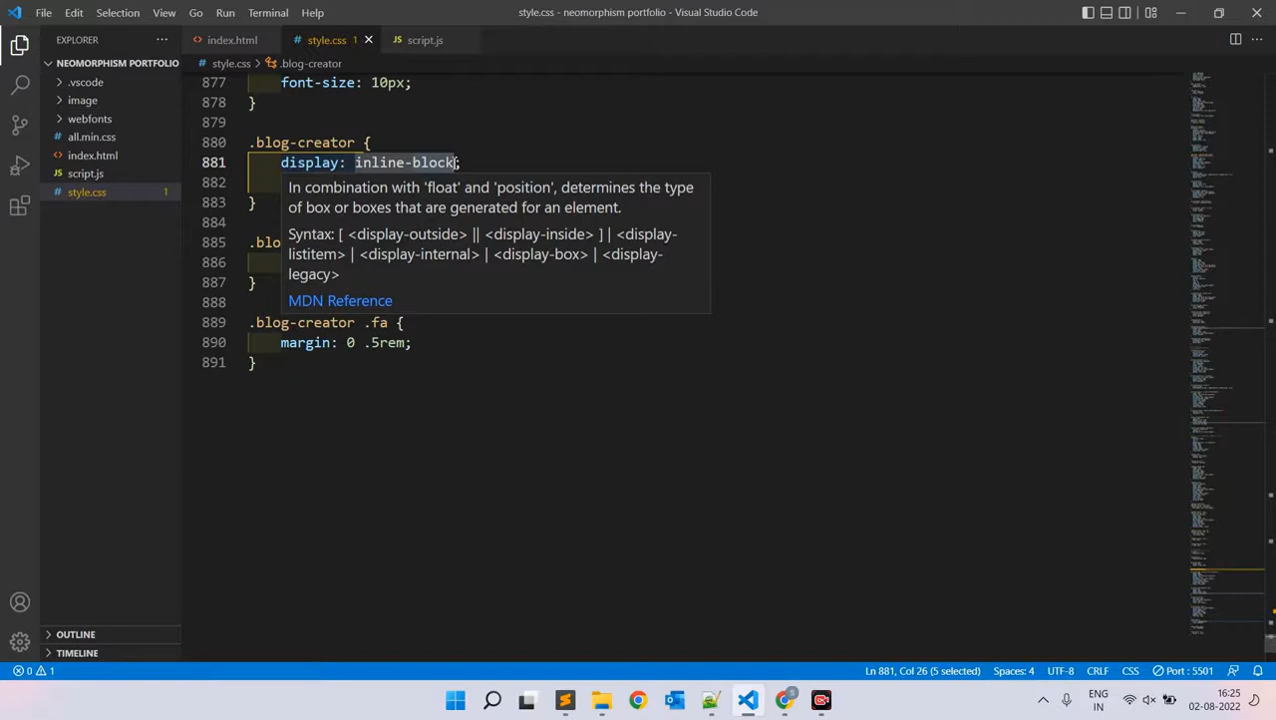 File Edit Selection View Go Run Terminal Help
style.css - neomorphism portfolio - Visual Studio Code
EXPLORER
index.html
style.css 1
script.js
NEOMORPHISM PORTFOLIO
style.css > .blog-creator
.vscode
image
webfonts
all.min.css
index.html
script.js
style.css 1
877 font-size: 10px;
878 }
879
880 .blog-creator {
881 display: inline-block;
882
In combination with 'float' and 'position', determines the type
of box or boxes that are generated for an element.
883 }
Syntax: [ <display-outside> || <display-inside> ] | <display-
listitem> | <display-internal> | <display-box> | <display-
legacy>
MDN Reference
884
885 .blo
886
887 }
888
889 .blog-creator .fa {
890 margin: 0 .5rem;
891 }
OUTLINE
TIMELINE
0 1
Ln 881, Col 26 (5 selected) Spaces: 4 UTF-8 CRLF CSS Port : 5501
ENG
IN
16:25
02-08-2022